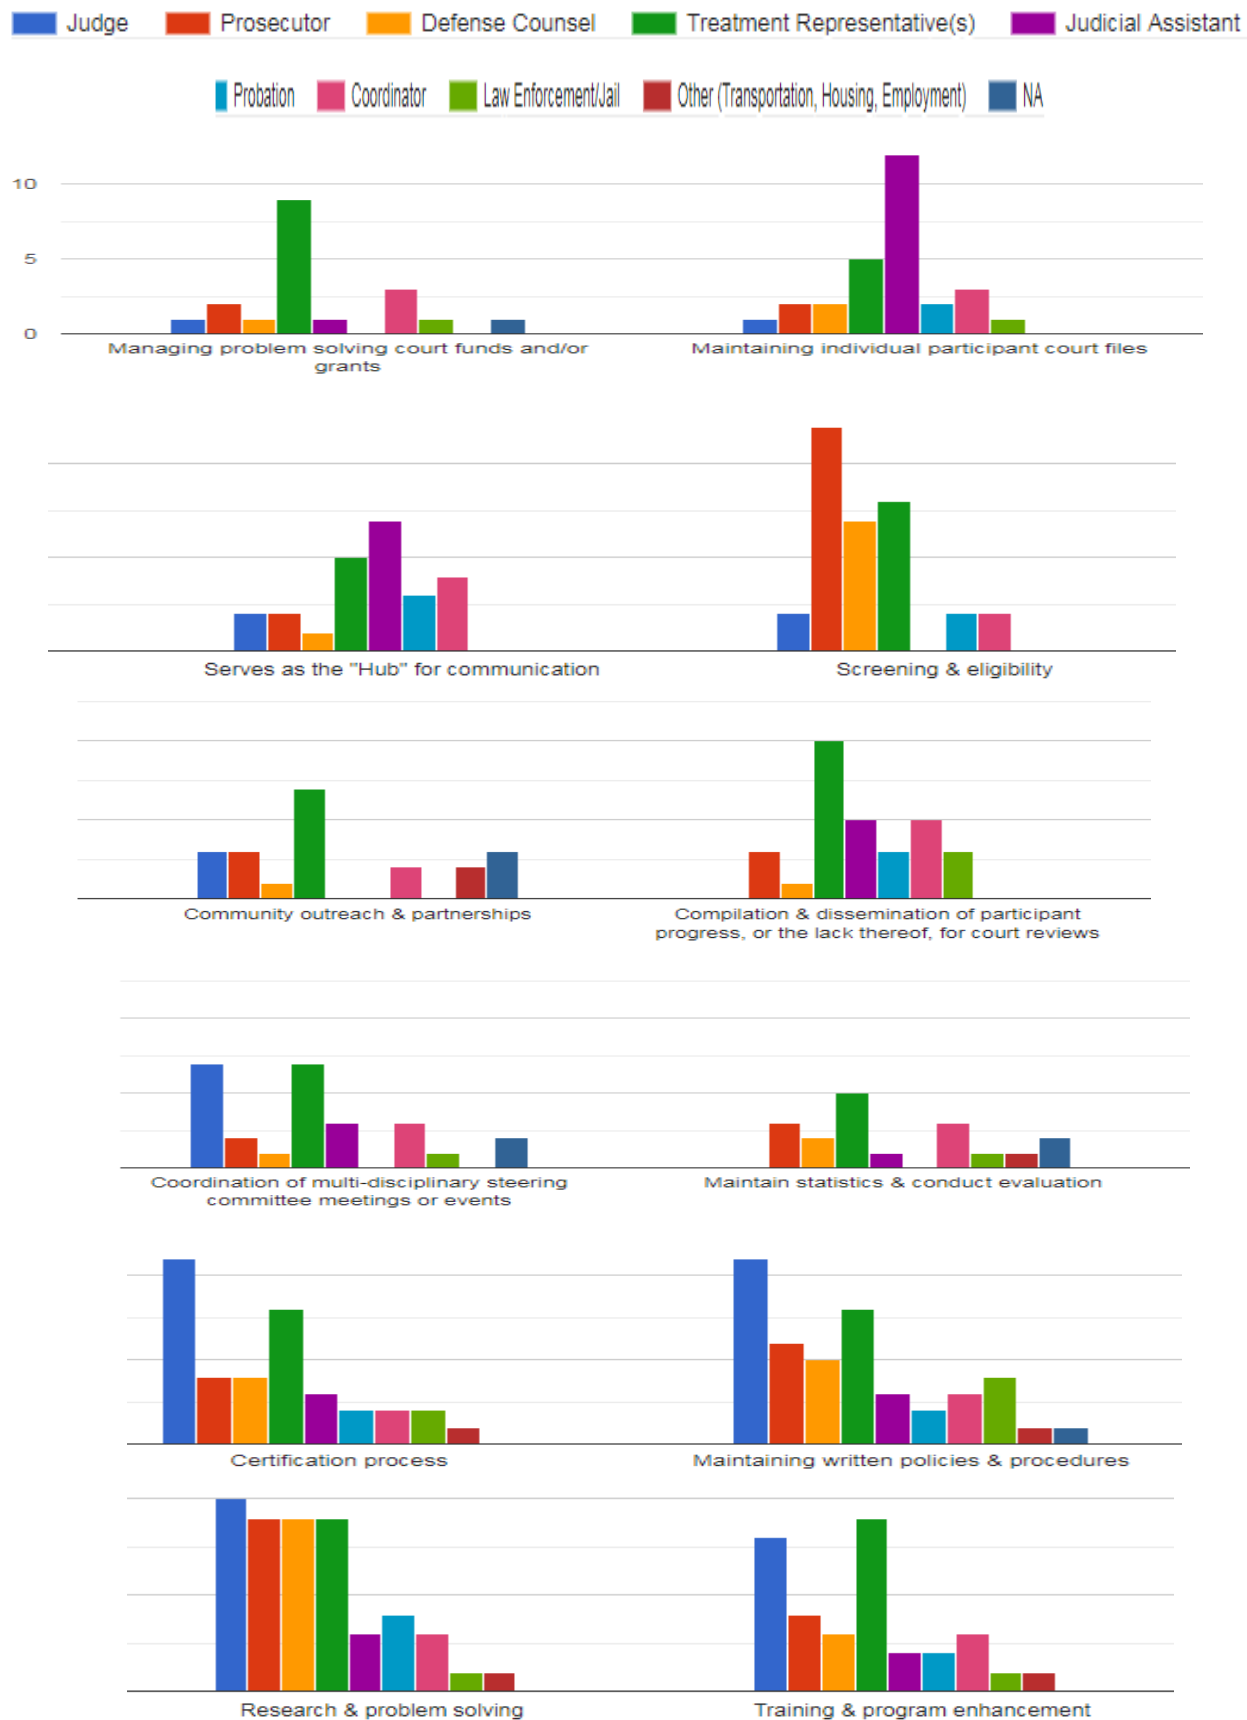 Judge Prosecutor Defense Counsel Treatment Representative(s) Judicial Assistant
Probation Coordinator Law Enforcement/Jail Other (Transportation, Housing, Employment) NA
10
5
0
Managing problem solving court funds and/or
grants
Maintaining individual participant court files
Serves as the "Hub" for communication
Screening & eligibility
Community outreach & partnerships
Compilation & dissemination of participant
progress, or the lack thereof, for court reviews
Coordination of multi-disciplinary steering
committee meetings or events
Maintain statistics & conduct evaluation
Certification process
Maintaining written policies & procedures
Research & problem solving
Training & program enhancement